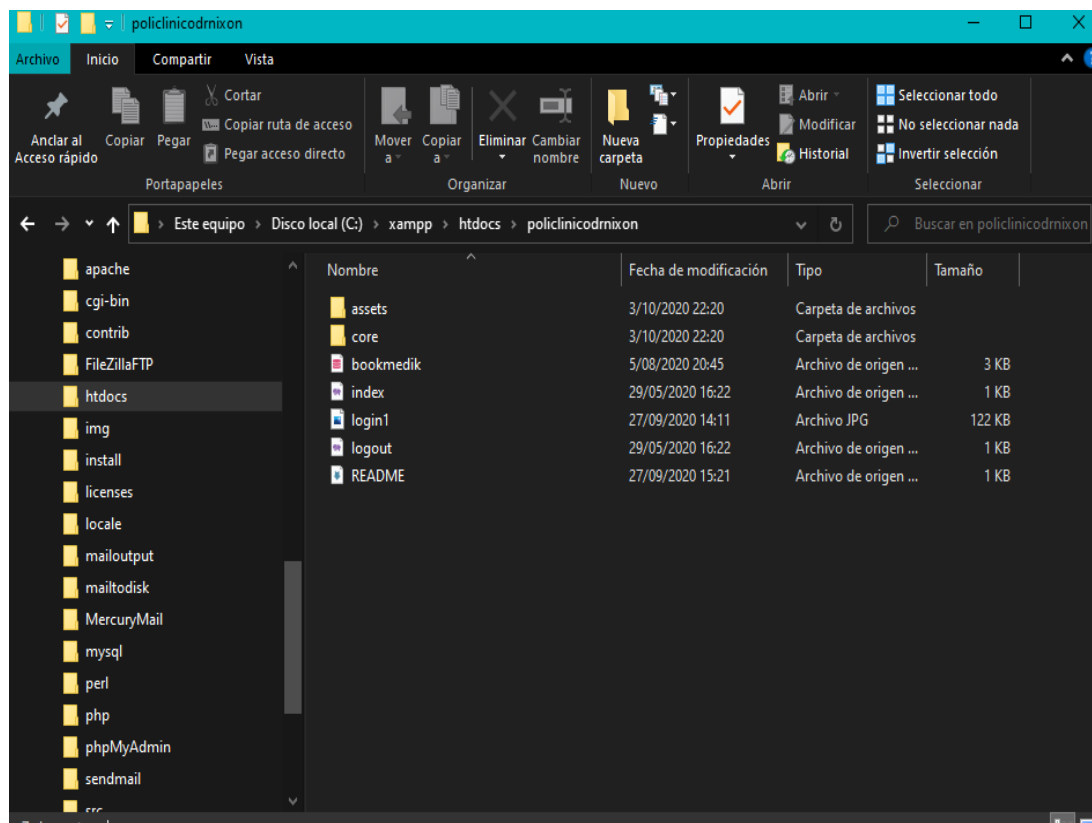 policlinicodrnixon
Archivo Inicio Compartir Vista
Anclar al Acceso rápido
Copiar
Pegar
Cortar
Copiar ruta de acceso
Pegar acceso directo
Portapapeles
Mover a
Copiar a
Eliminar
Cambiar nombre
Organizar
Nueva carpeta
Nuevo
Propiedades
Abrir
Modificar
Historial
Abrir
Seleccionar todo
No seleccionar nada
Invertir selección
Seleccionar
Este equipo > Disco local (C:) > xampp > htdocs > policlinicodrnixon
Buscar en policlinicodrnixon
apache
cgi-bin
contrib
FileZillaFTP
htdocs
img
install
licenses
locale
mailoutput
mailtodisk
MercuryMail
mysql
perl
php
phpMyAdmin
sendmail
Nombre Fecha de modificación Tipo Tamaño
assets 3/10/2020 22:20 Carpeta de archivos
core 3/10/2020 22:20 Carpeta de archivos
bookmedik 5/08/2020 20:45 Archivo de origen ... 3 KB
index 29/05/2020 16:22 Archivo de origen ... 1 KB
login1 27/09/2020 14:11 Archivo JPG 122 KB
logout 29/05/2020 16:22 Archivo de origen ... 1 KB
README 27/09/2020 15:21 Archivo de origen ... 1 KB